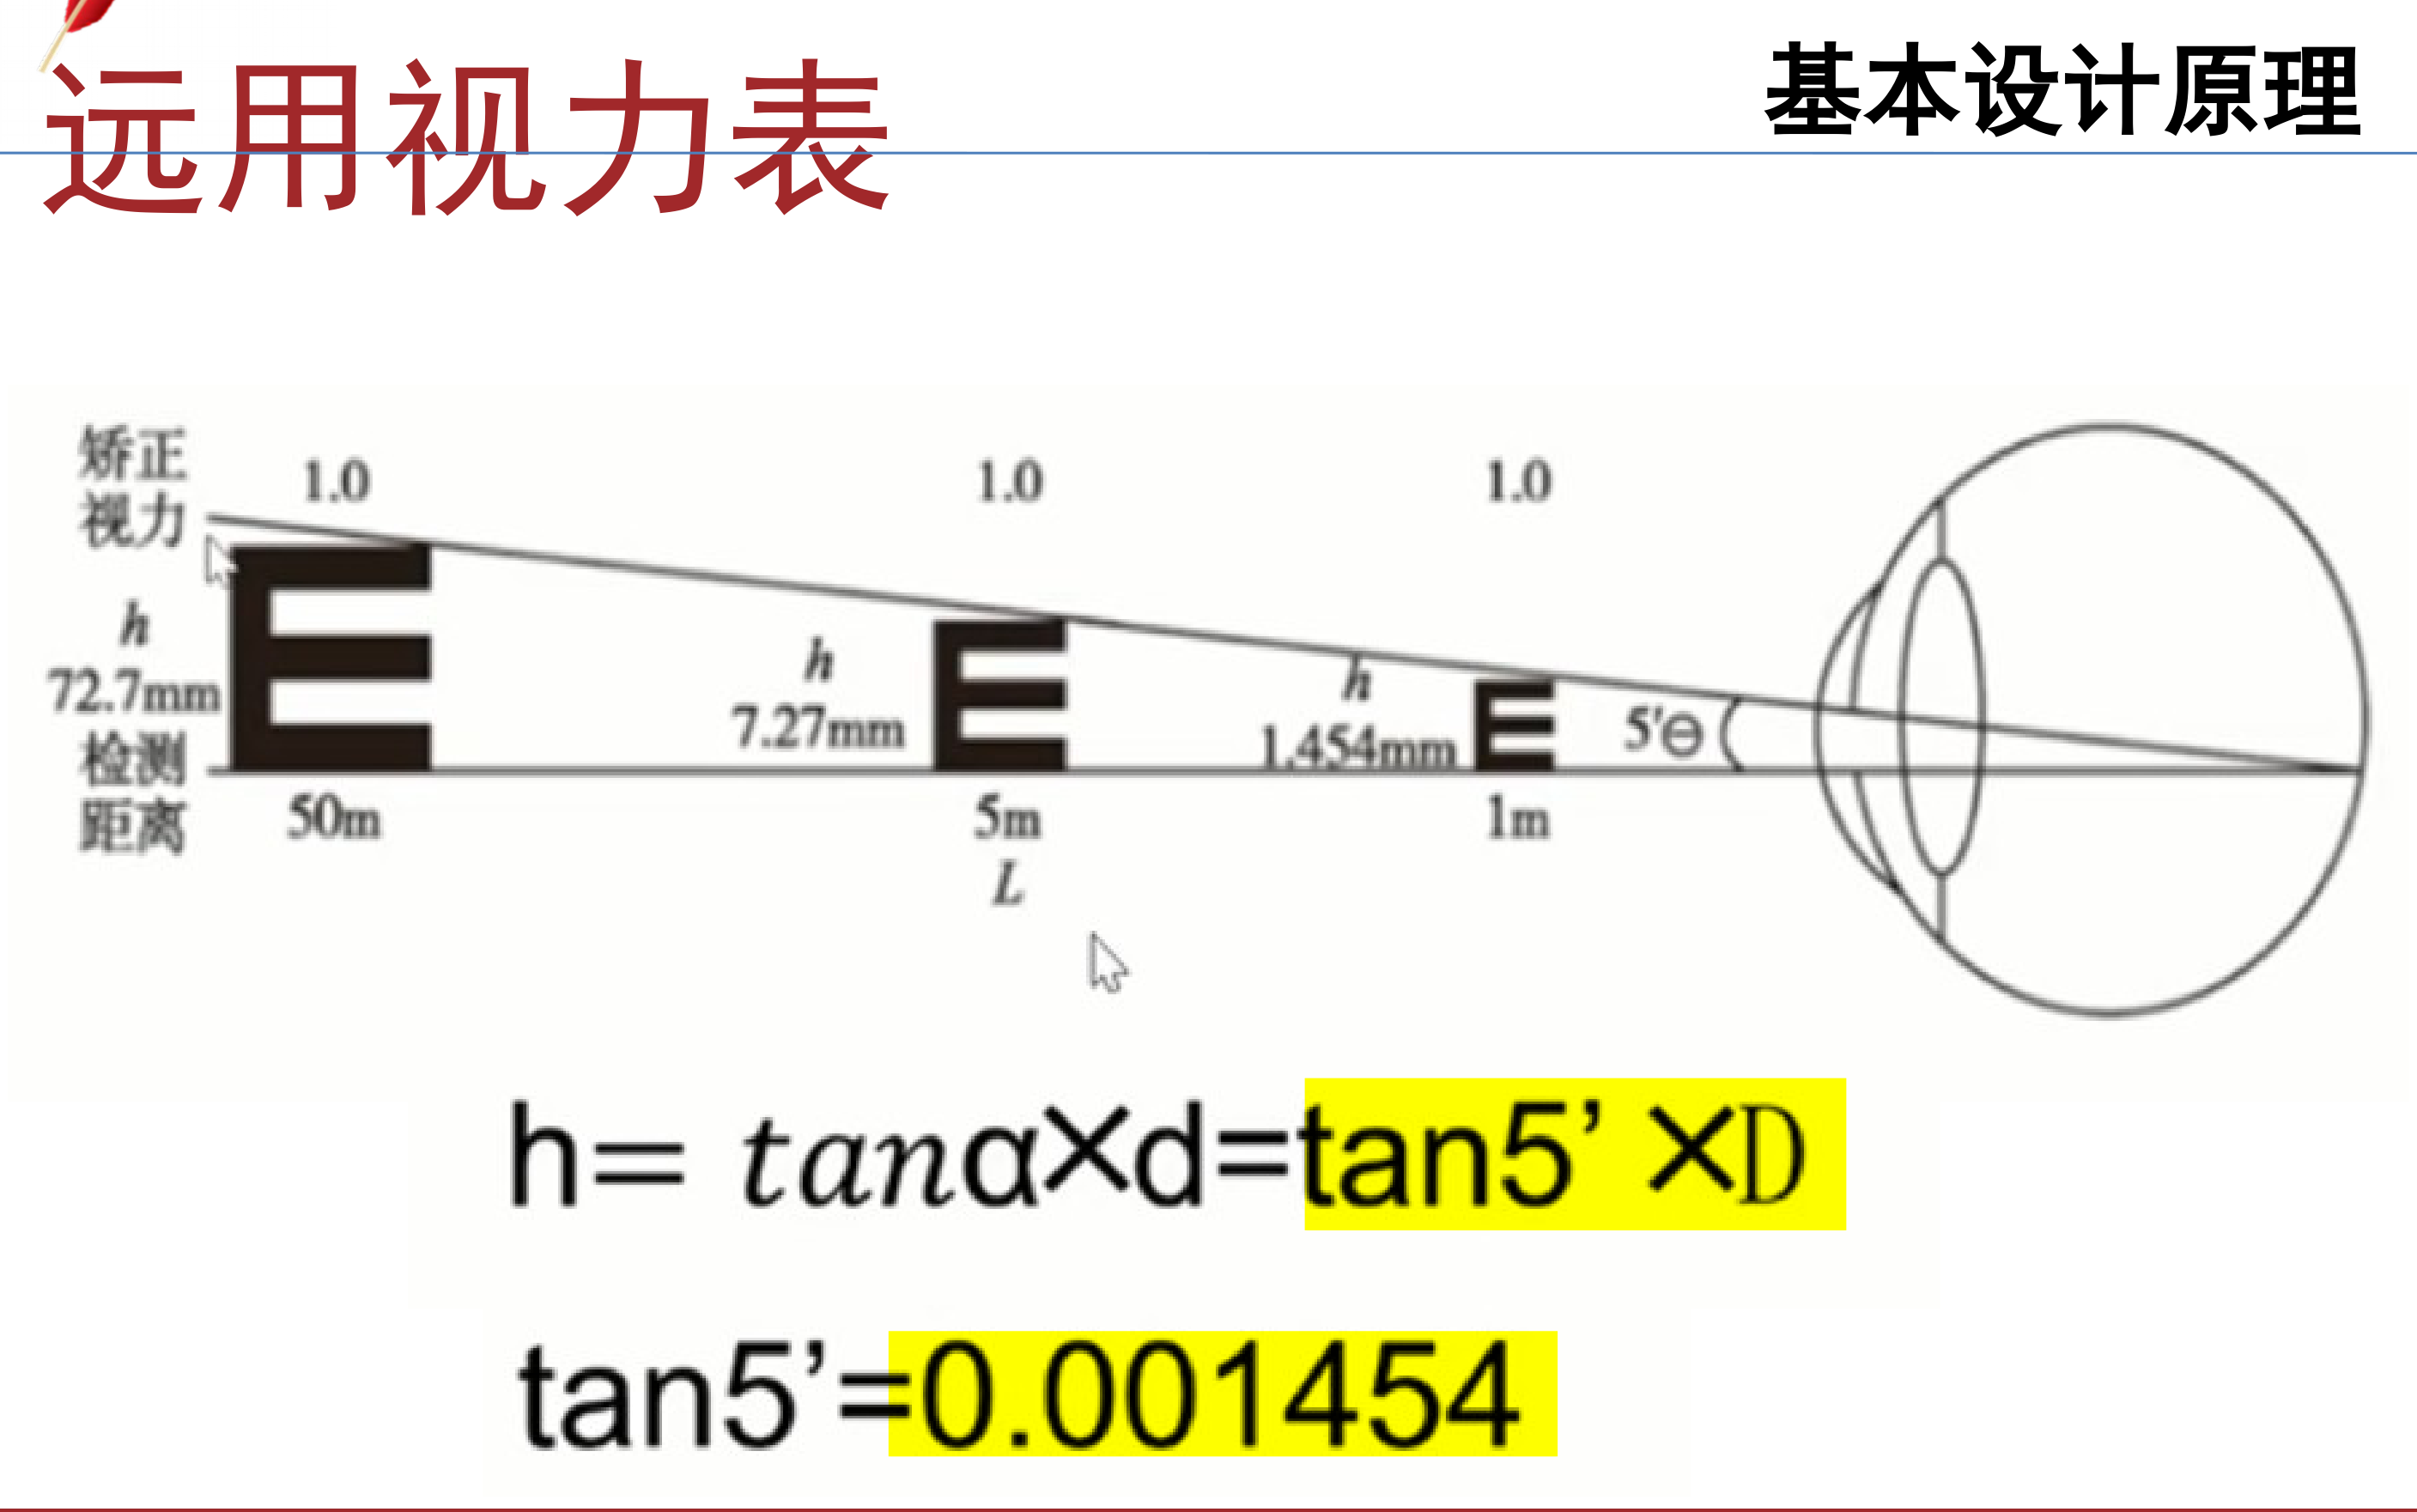 远用视力表
基本设计原理
矫正
视力
1.0
1.0
1.0
h
72.7mm
h
7.27mm
h
1.454mm
5'Θ
检测
距离
50m
5m
1m
L
h= tanα×d=tan5’ ×D
tan5’=0.001454